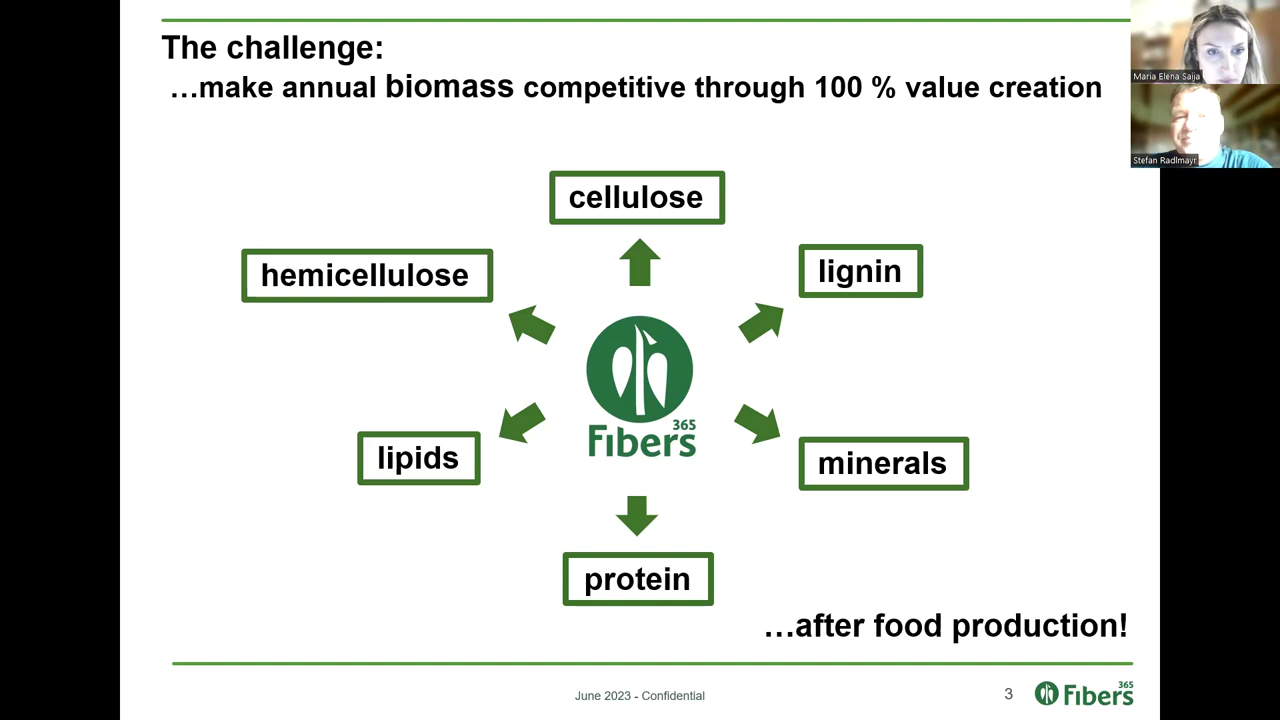 The challenge:
…make annual biomass competitive through 100 % value creation
Maria Elena Saija
Stefan Radlmayr
cellulose
hemicellulose
lignin
365
Fibers
lipids
minerals
protein
…after food production!
June 2023 - Confidential
3
365
Fibers